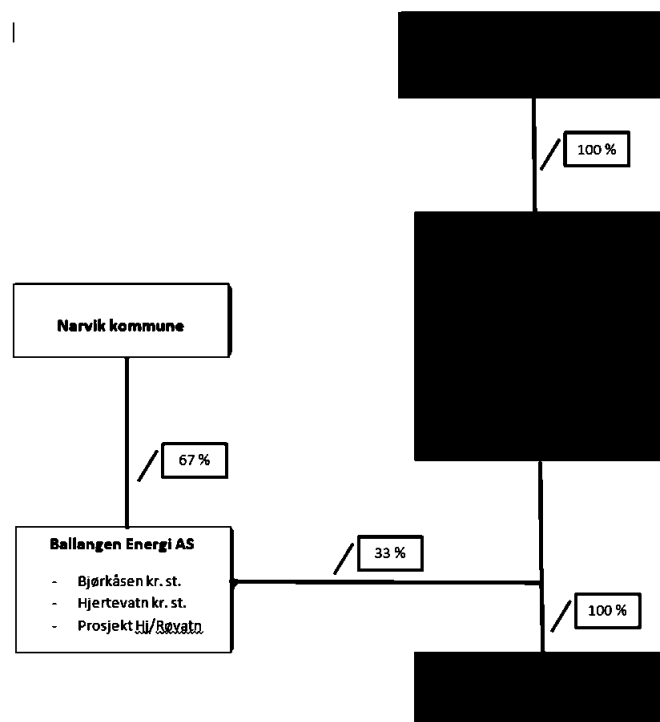 100 %
Narvik kommune
67 %
Ballangen Energi AS
- Bjørkåsen kr. st.
- Hjertevatn kr. st.
- Prosjekt Hj/Røvatn
33 %
100 %